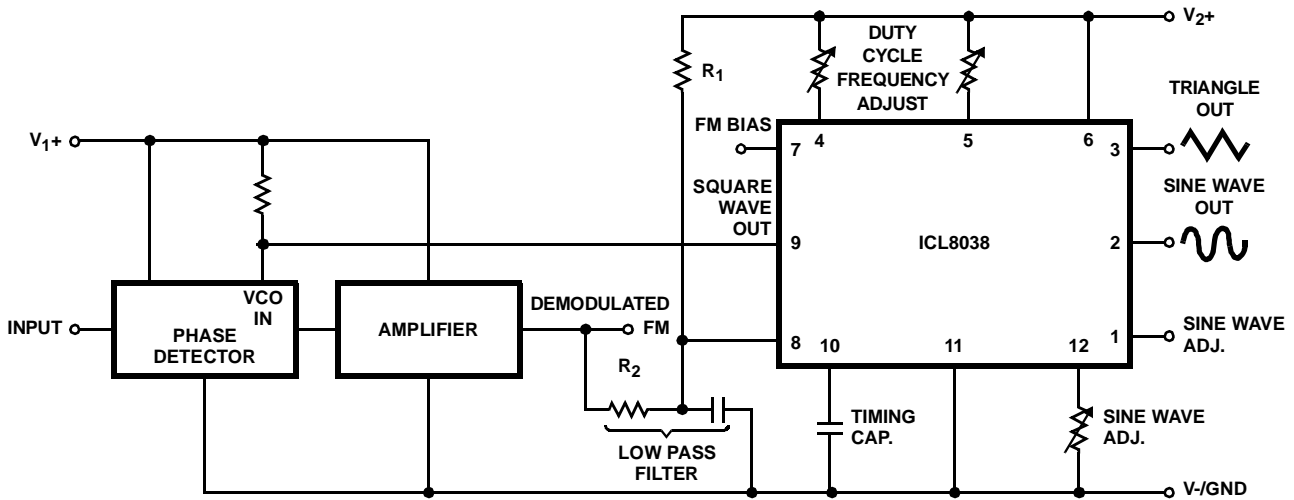 V2+
DUTY
CYCLE
FREQUENCY
ADJUST
R1
TRIANGLE
OUT
V1+
FM BIAS
7
4
5
6
3
SINE WAVE
OUT
SQUARE
WAVE
OUT
9
ICL8038
2
INPUT
VCO
IN
PHASE
DETECTOR
AMPLIFIER
DEMODULATED
FM
8
10
11
12
1
SINE WAVE
ADJ.
R2
LOW PASS
FILTER
TIMING
CAP.
SINE WAVE
ADJ.
V-/GND